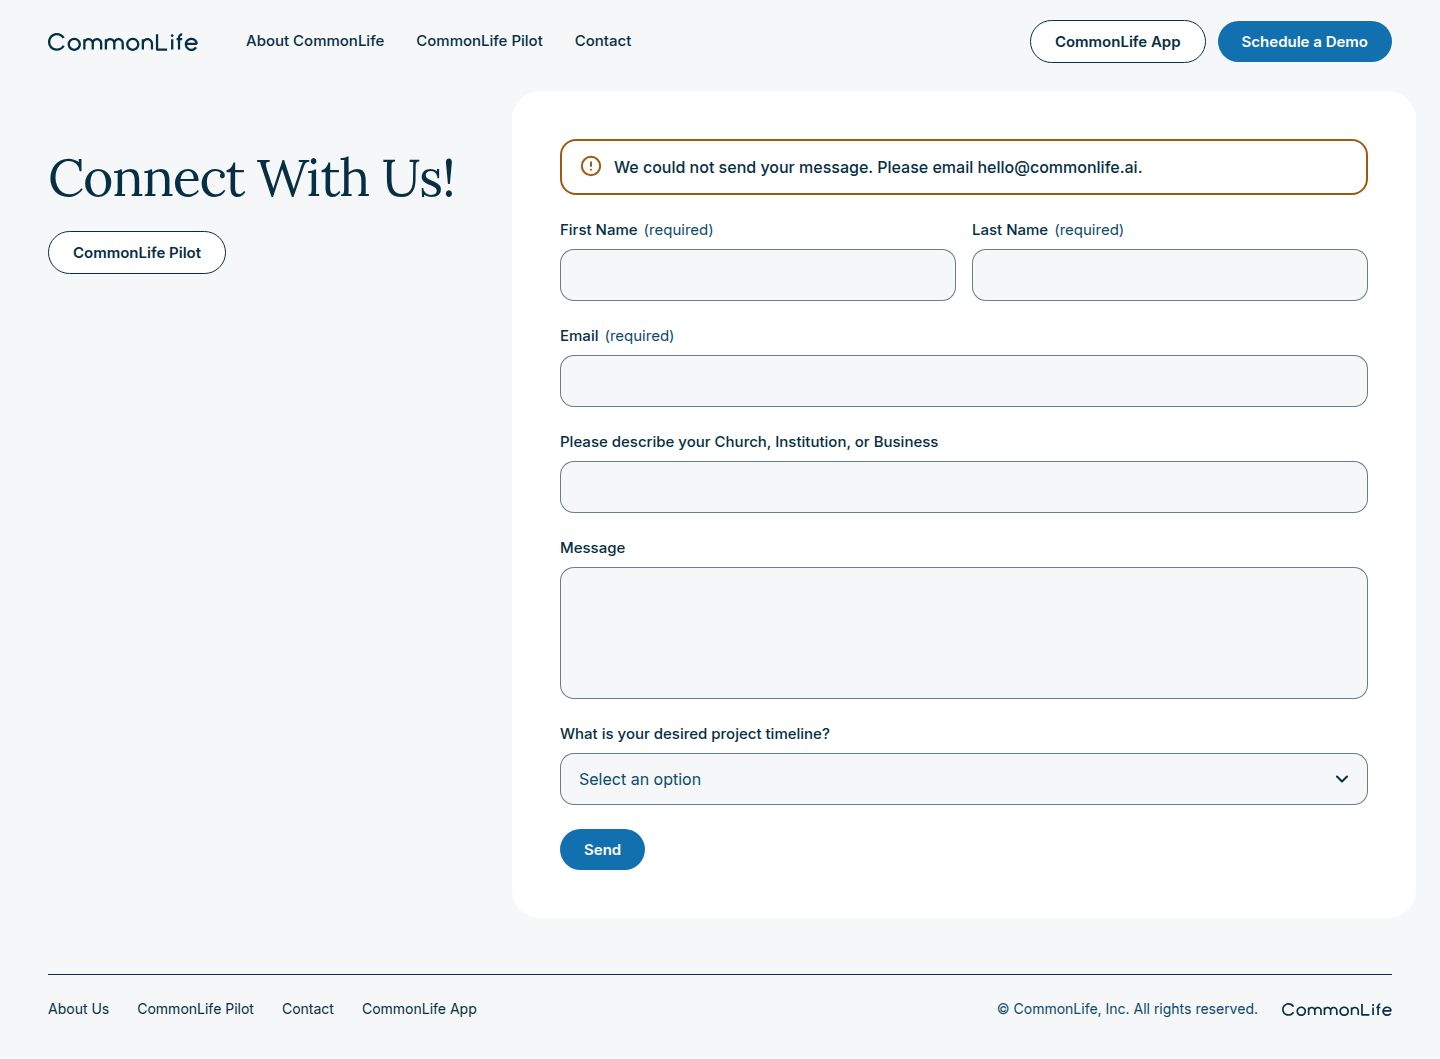 CommonLife
About CommonLife
CommonLife Pilot
Contact
CommonLife App
Schedule a Demo
Connect With Us!
CommonLife Pilot
We could not send your message. Please email hello@commonlife.ai.
First Name (required)
Last Name (required)
Email (required)
Please describe your Church, Institution, or Business
Message
What is your desired project timeline?
Select an option
Send
About Us
CommonLife Pilot
Contact
CommonLife App
© CommonLife, Inc. All rights reserved.
CommonLife